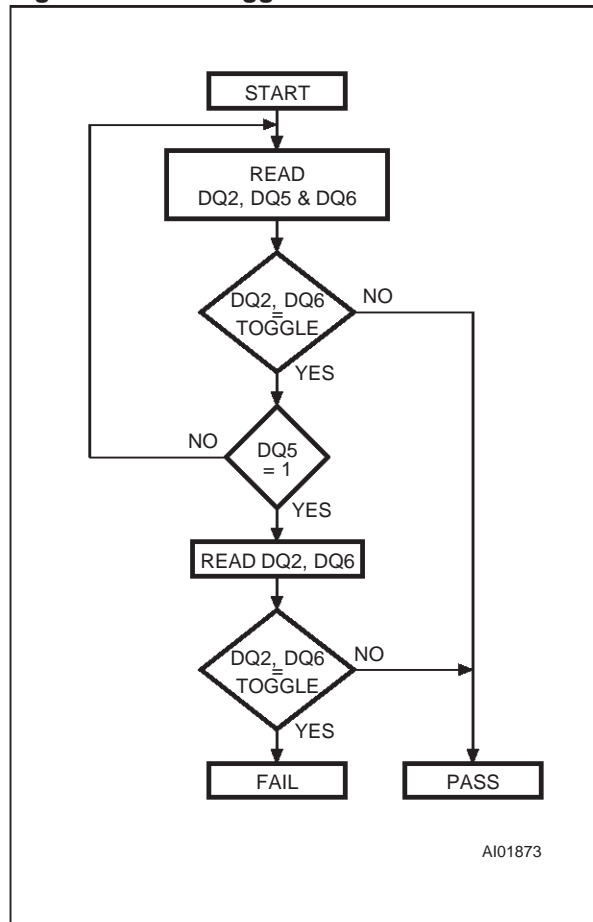 START
READ
DQ2, DQ5 & DQ6
DQ2, DQ6
=
TOGGLE
NO
YES
NO
DQ5
= 1
YES
READ DQ2, DQ6
DQ2, DQ6
=
TOGGLE
NO
YES
FAIL
PASS
AI01873